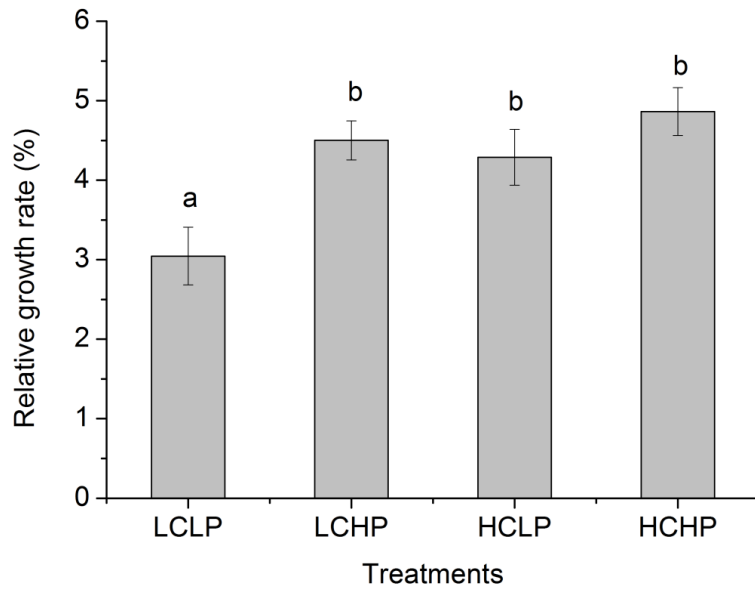 Relative growth rate (%)
6
5
4
3
2
1
0
a
b
b
b
LCLP
LCHP
HCLP
HCHP
Treatments